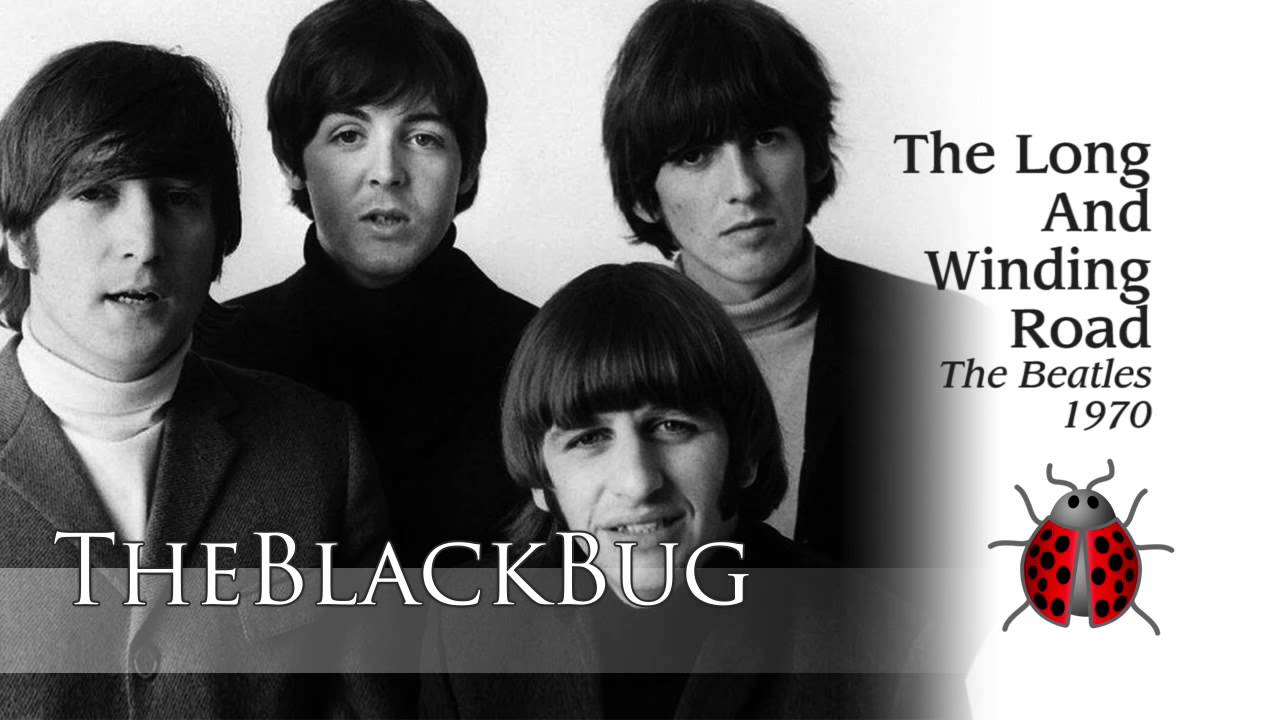 The Long
And
Winding
Road
The Beatles
1970
TheBlackBug